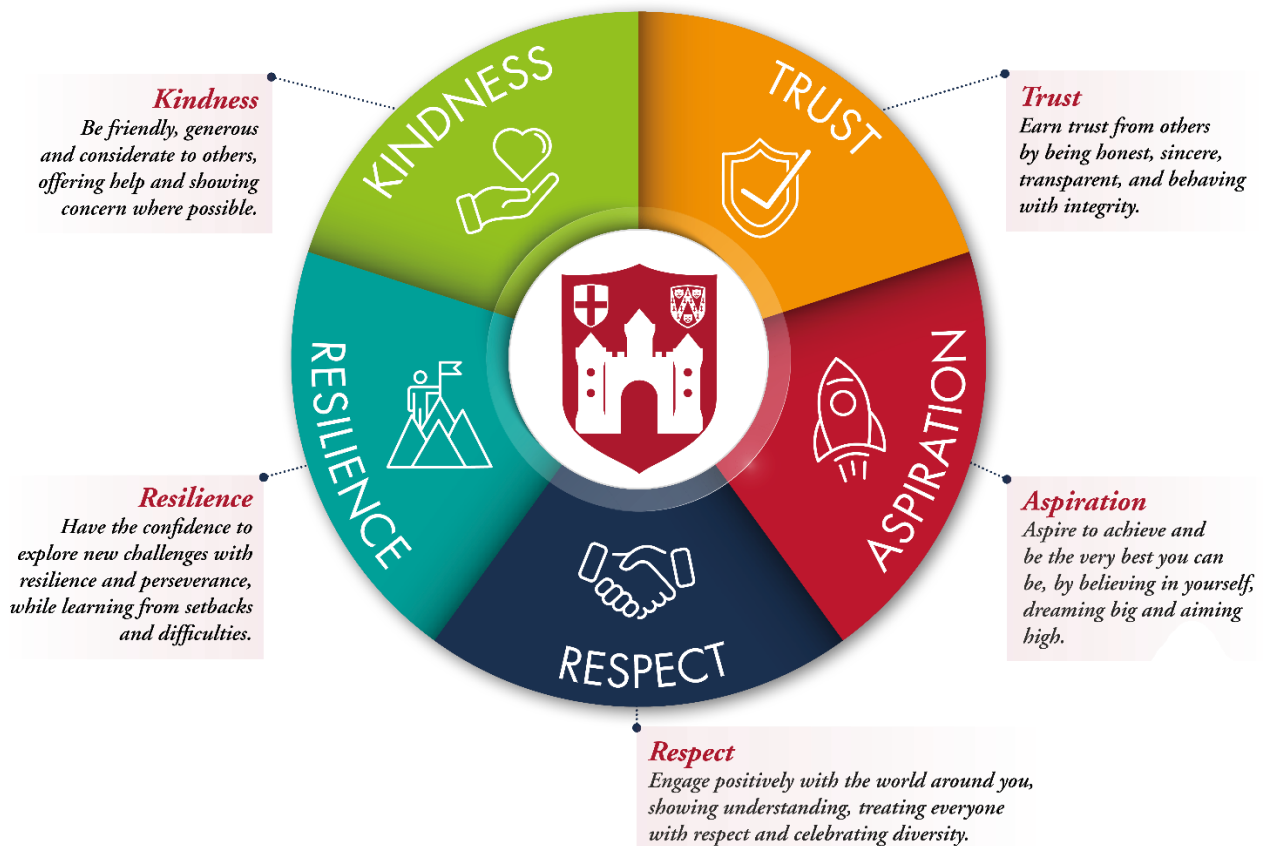 KINDNESS
TRUST
ASPIRATION
RESPECT
RESILIENCE
Kindness
Be friendly, generous
and considerate to others,
offering help and showing
concern where possible.
Trust
Earn trust from others
by being honest, sincere,
transparent, and behaving
with integrity.
Resilience
Have the confidence to
explore new challenges with
resilience and perseverance,
while learning from setbacks
and difficulties.
Aspiration
Aspire to achieve and
be the very best you can
be, by believing in yourself,
dreaming big and aiming
high.
Respect
Engage positively with the world around you,
showing understanding, treating everyone
with respect and celebrating diversity.